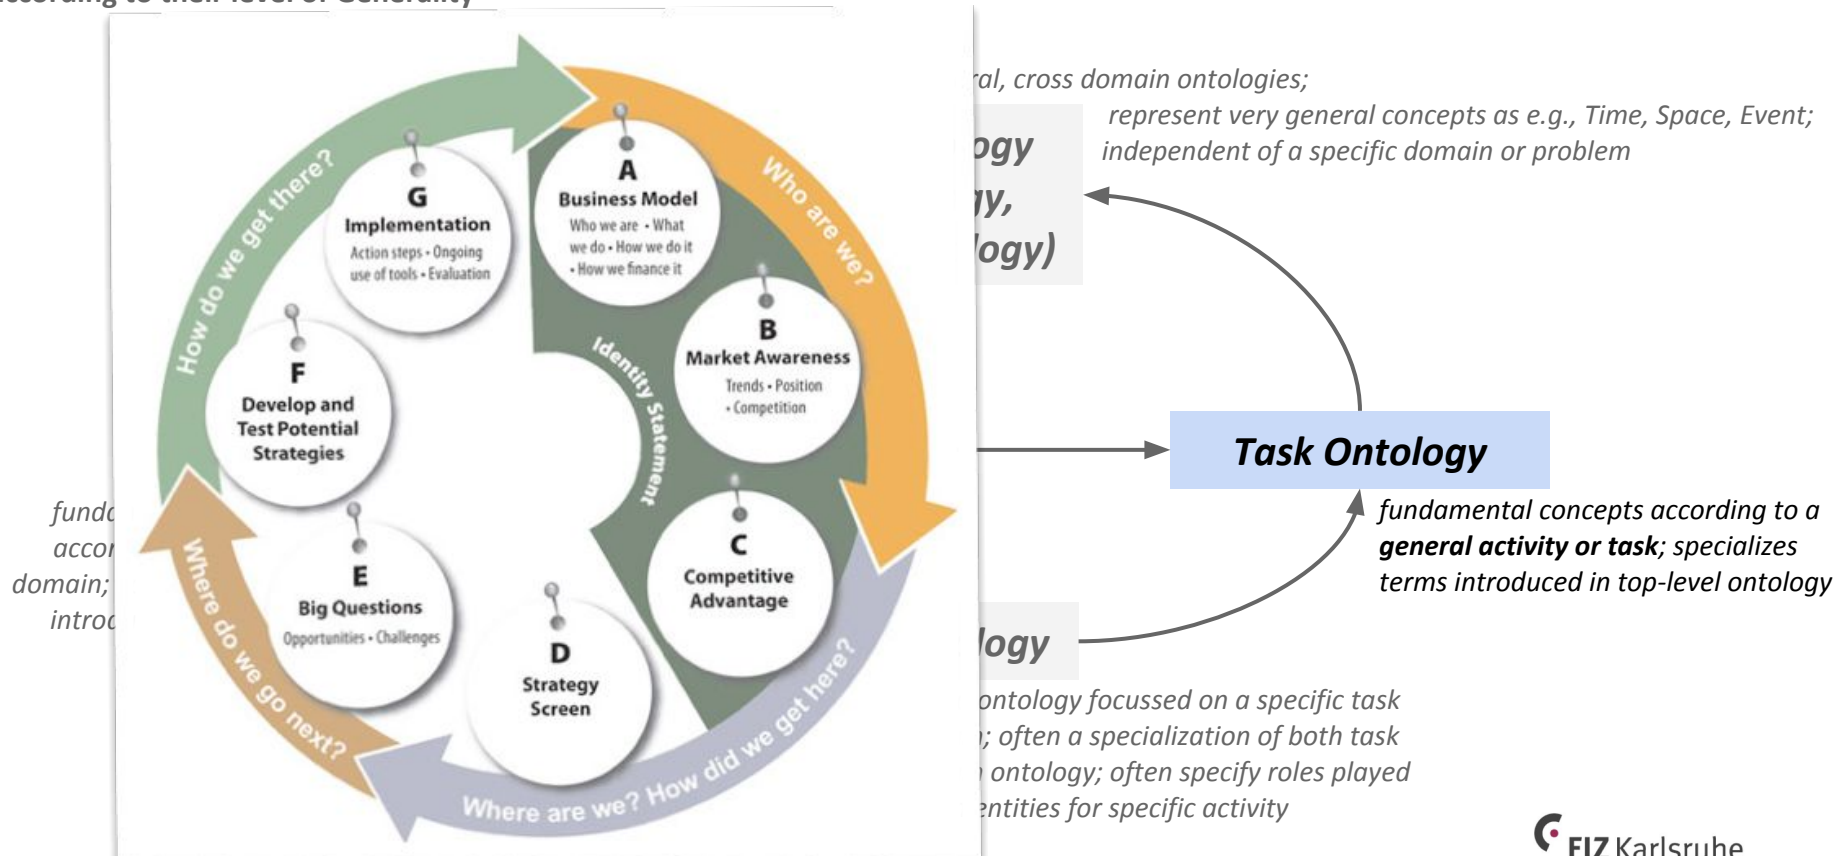 according to their level of Generality
cross domain ontologies;
represent very general concepts as e.g., Time, Space, Event;
independent of a specific domain or problem
How do we get there?
Who are we?
A
Business Model
Who we are • What
we do • How we do it
• How we finance it
G
Implementation
Action steps • Ongoing
use of tools • Evaluation
B
Market Awareness
Trends • Position
• Competition
Identity Statement
F
Develop and
Test Potential
Strategies
C
Competitive
Advantage
E
Big Questions
Opportunities • Challenges
D
Strategy
Screen
Where do we go next?
Where are we? How did we get here?
domain;
Task Ontology
fundamental concepts according to a
general activity or task; specializes
terms introduced in top-level ontology
ontology focussed on a specific task
often a specialization of both task
ontology; often specify roles played
entities for specific activity
FIZ Karlsruhe